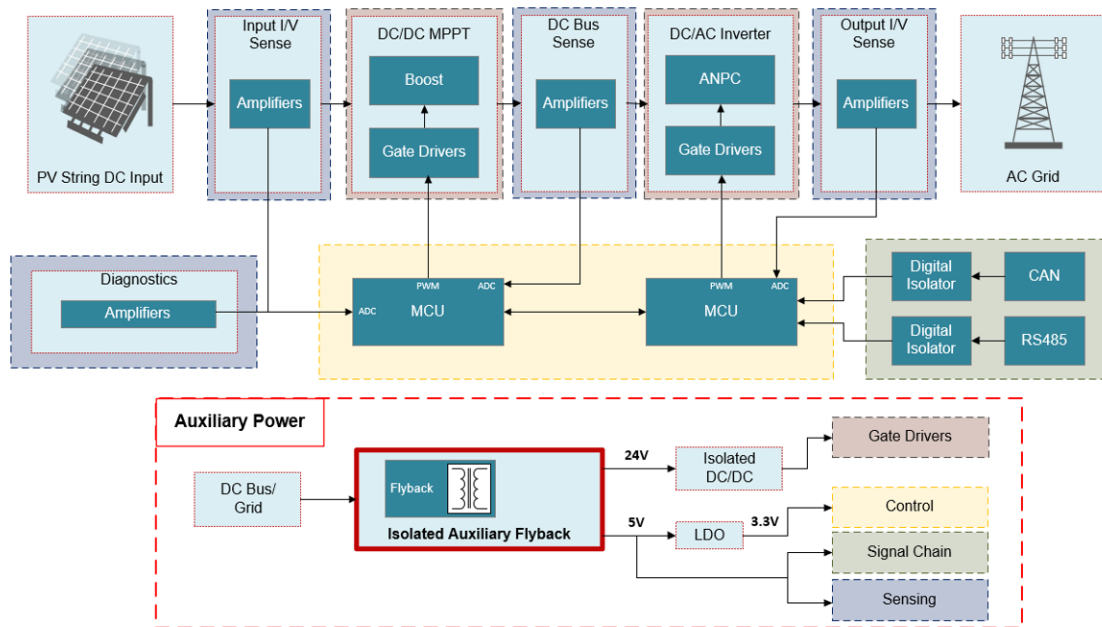 Input I/V
Sense
DC/DC MPPT
DC Bus
Sense
DC/AC Inverter
Output I/V
Sense
Amplifiers
Boost
Gate Drivers
Amplifiers
ANPC
Gate Drivers
Amplifiers
PV String DC Input
AC Grid
Diagnostics
Amplifiers
PWM
ADC
ADC
MCU
PWM
ADC
MCU
Digital
Isolator
CAN
Digital
Isolator
RS485
Auxiliary Power
DC Bus/
Grid
Flyback
Isolated Auxiliary Flyback
24V
Isolated
DC/DC
Gate Drivers
5V
LDO
3.3V
Control
Signal Chain
Sensing